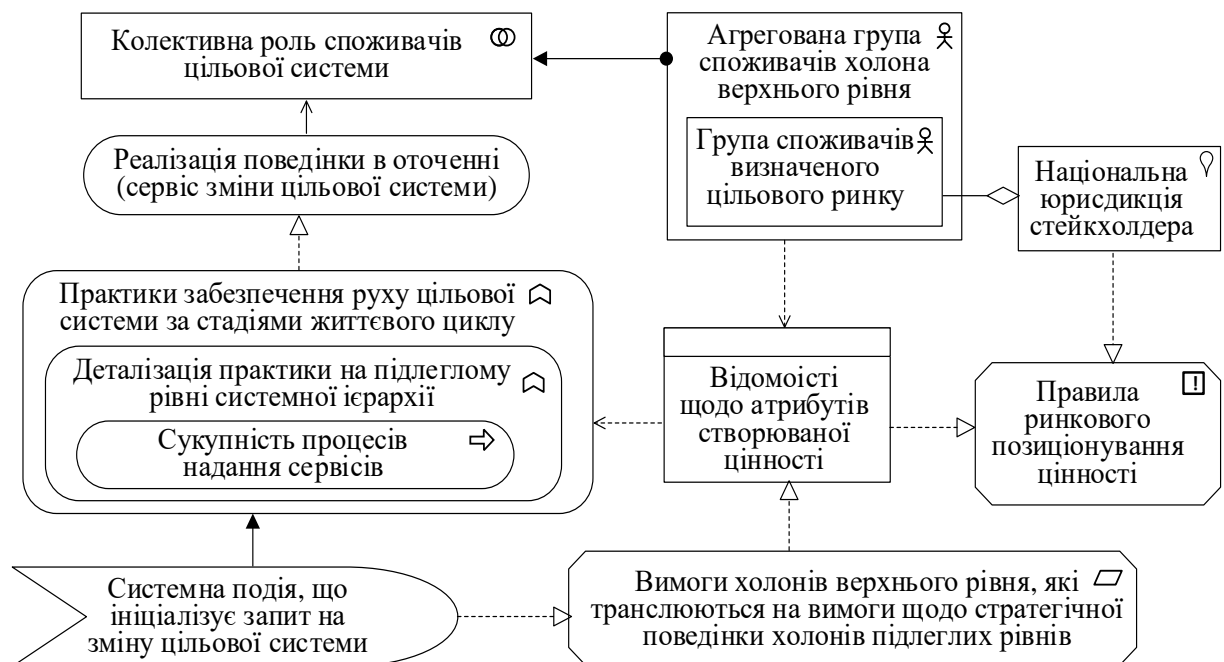 Колективна роль споживачів
цільової системи
Агрегована група
споживачів холона
верхнього рівня
Група споживачів
визначеного
цільового ринку
Національна
юрисдикція
стейкхолдера
Реалізація поведінки в оточенні
(сервіс зміни цільової системи)
Практики забезпечення руху цільової
системи за стадіями життєвого циклу
Деталізація практики на підлеглому
рівні системної ієрархії
Сукупність процесів
надання сервісів
Відомоісті
щодо атрибутів
створюваної
цінності
Правила
ринкового
позиціонування
цінності
Системна подія, що
ініціалізує запит на
зміну цільової системи
Вимоги холонів верхнього рівня, які
транслюються на вимоги щодо стратегічної
поведінки холонів підлеглих рівнів